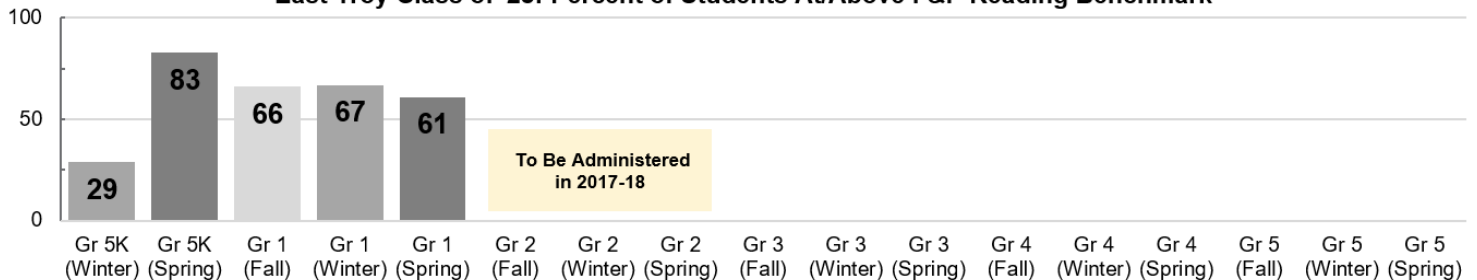 East Troy Class of Percent of Students At/Above F&P Reading Benchmark
100
50
0
29
83
66
67
61
To Be Administered
in 2017-18
Gr 5K Gr 5K Gr 1 Gr 1 Gr 1 Gr 2 Gr 2 Gr 2 Gr 3 Gr 3 Gr 3 Gr 4 Gr 4 Gr 4 Gr 5 Gr 5 Gr 5
(Winter) (Spring) (Fall) (Winter) (Spring) (Fall) (Winter) (Spring) (Fall) (Winter) (Spring) (Fall) (Winter) (Spring) (Fall) (Winter) (Spring)